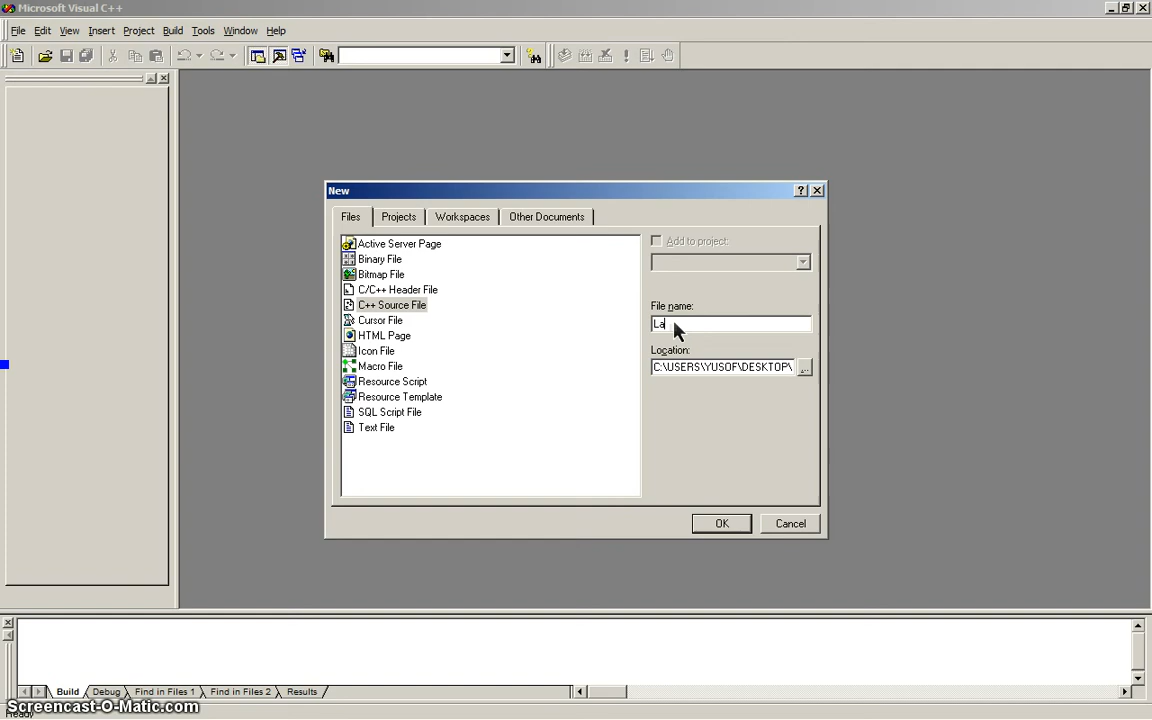 Microsoft Visual C++
File Edit View Insert Project Build Tools Window Help
New
Files Projects Workspaces Other Documents
Active Server Page
Binary File
Bitmap File
C/C++ Header File
C++ Source File
Cursor File
HTML Page
Icon File
Macro File
Resource Script
Resource Template
SQL Script File
Text File
Add to project:
File name:
La
Location:
C:\USERS\YUSOF\DESKTOP\
...
OK Cancel
Build Debug Find in Files 1 Find in Files 2 Results
Screencast-O-Matic.com
Ready